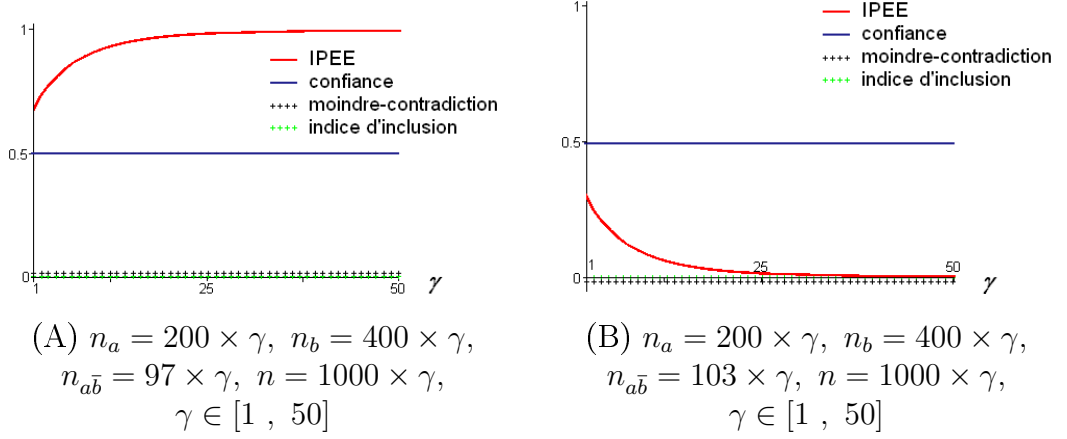 1
IPEE
confiance
moindre-contradiction
indice d'inclusion
0.5
0
1
25
50
γ
(A) n_a = 200 × γ, n_b = 400 × γ,
n_{ab̄} = 97 × γ, n = 1000 × γ,
γ ∈ [1 , 50]
1
IPEE
confiance
moindre-contradiction
indice d'inclusion
0.5
0
1
25
50
γ
(B) n_a = 200 × γ, n_b = 400 × γ,
n_{ab̄} = 103 × γ, n = 1000 × γ,
γ ∈ [1 , 50]